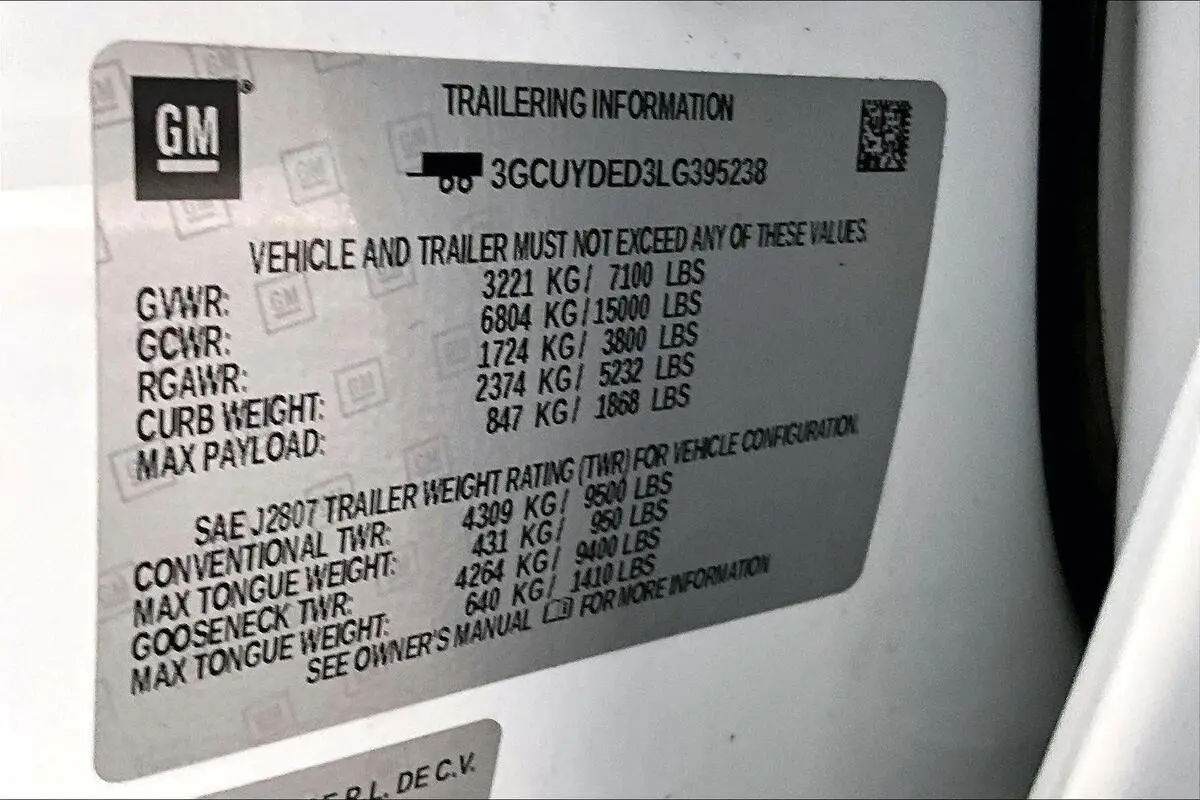 GM®
TRAILERING INFORMATION
3GCUYDED3LG395238
VEHICLE AND TRAILER MUST NOT EXCEED ANY OF THESE VALUES.
GVWR: 3221 KG/ 7100 LBS
GCWR: 6804 KG/15000 LBS
RGAWR: 1724 KG/ 3800 LBS
CURB WEIGHT: 2374 KG/ 5232 LBS
MAX PAYLOAD: 847 KG/ 1868 LBS
SAE J2807 TRAILER WEIGHT RATING (TWR) FOR VEHICLE CONFIGURATION.
CONVENTIONAL TWR: 4309 KG/ 9500 LBS
MAX TONGUE WEIGHT: 431 KG/ 950 LBS
GOOSENECK TWR: 4264 KG/ 9400 LBS
MAX TONGUE WEIGHT: 640 KG/ 1410 LBS
SEE OWNER'S MANUAL FOR MORE INFORMATION
R.L. DE C.V.